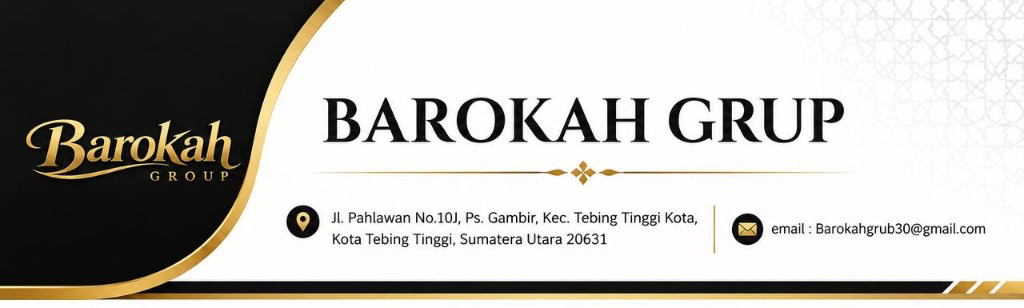 Barokah
GROUP
BAROKAH GRUP
Jl. Pahlawan No.10J, Ps. Gambir, Kec. Tebing Tinggi Kota,
Kota Tebing Tinggi, Sumatera Utara 20631
email : Barokahgrub30@gmail.com